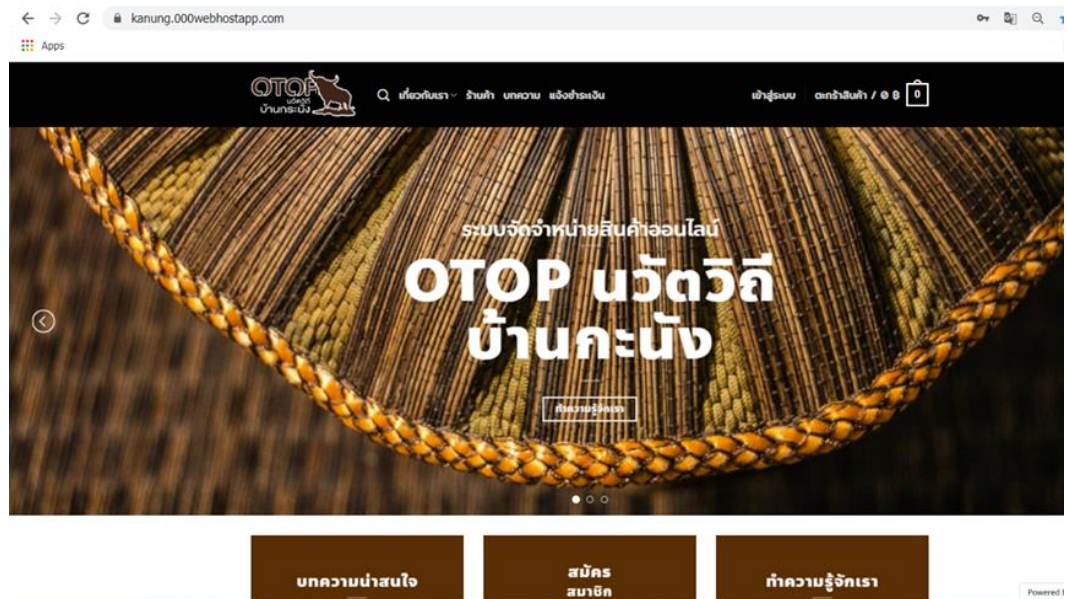 kanung.000webhostapp.com
Apps
OTOP
นวัตวิถี
บ้านกระนัง
เกี่ยวกับเรา ร้านค้า บทความ แจ้งชำระเงิน
เข้าสู่ระบบ ตะกร้าสินค้า / 0 ฿ 0
ระบบจัดจำหน่ายสินค้าออนไลน์
OTOP นวัตวิถี
บ้านกะนัง
ทำความรู้จักเรา
บทความน่าสนใจ
สมัคร
สมาชิก
ทำความรู้จักเรา
Powered